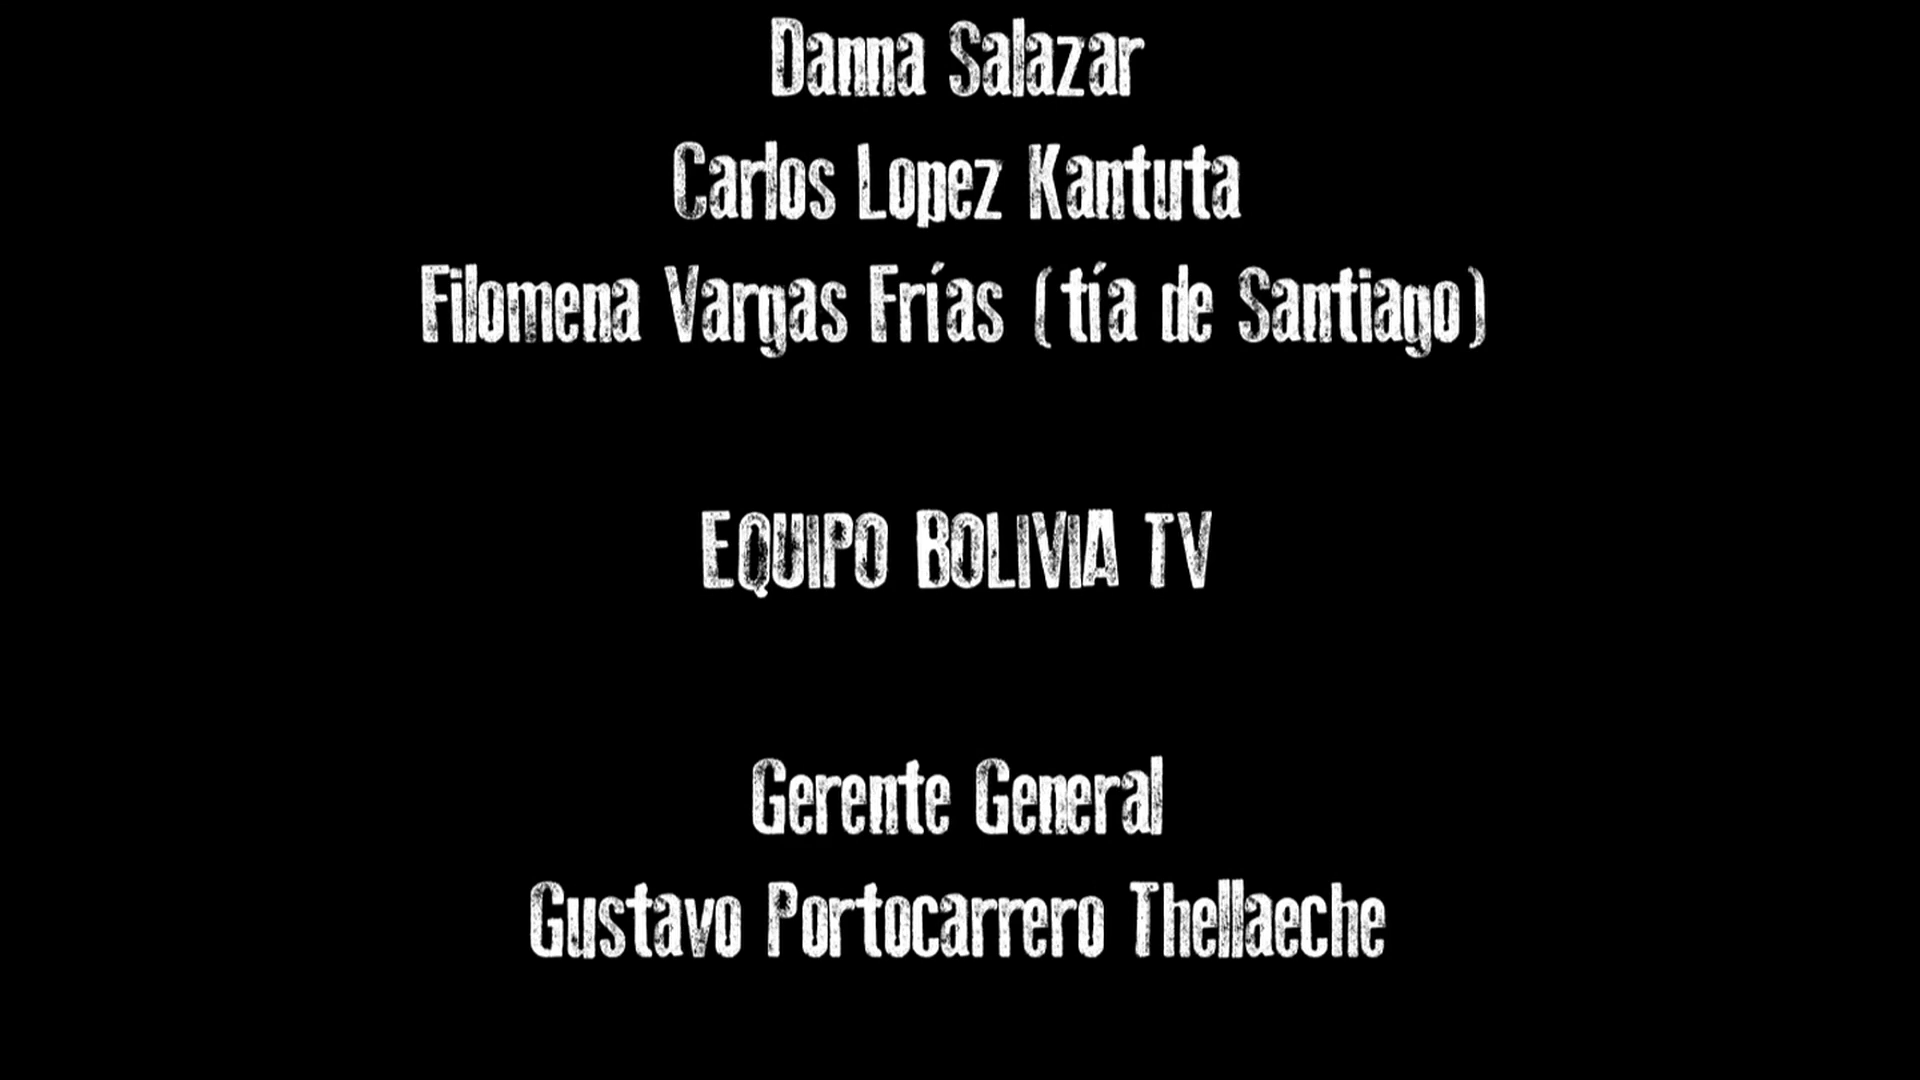 Danna Salazar
Carlos Lopez Kantuta
Filomena Vargas Frías (tía de Santiago)
EQUIPO BOLIVIA TV
Gerente General
Gustavo Portocarrero Thellaeche